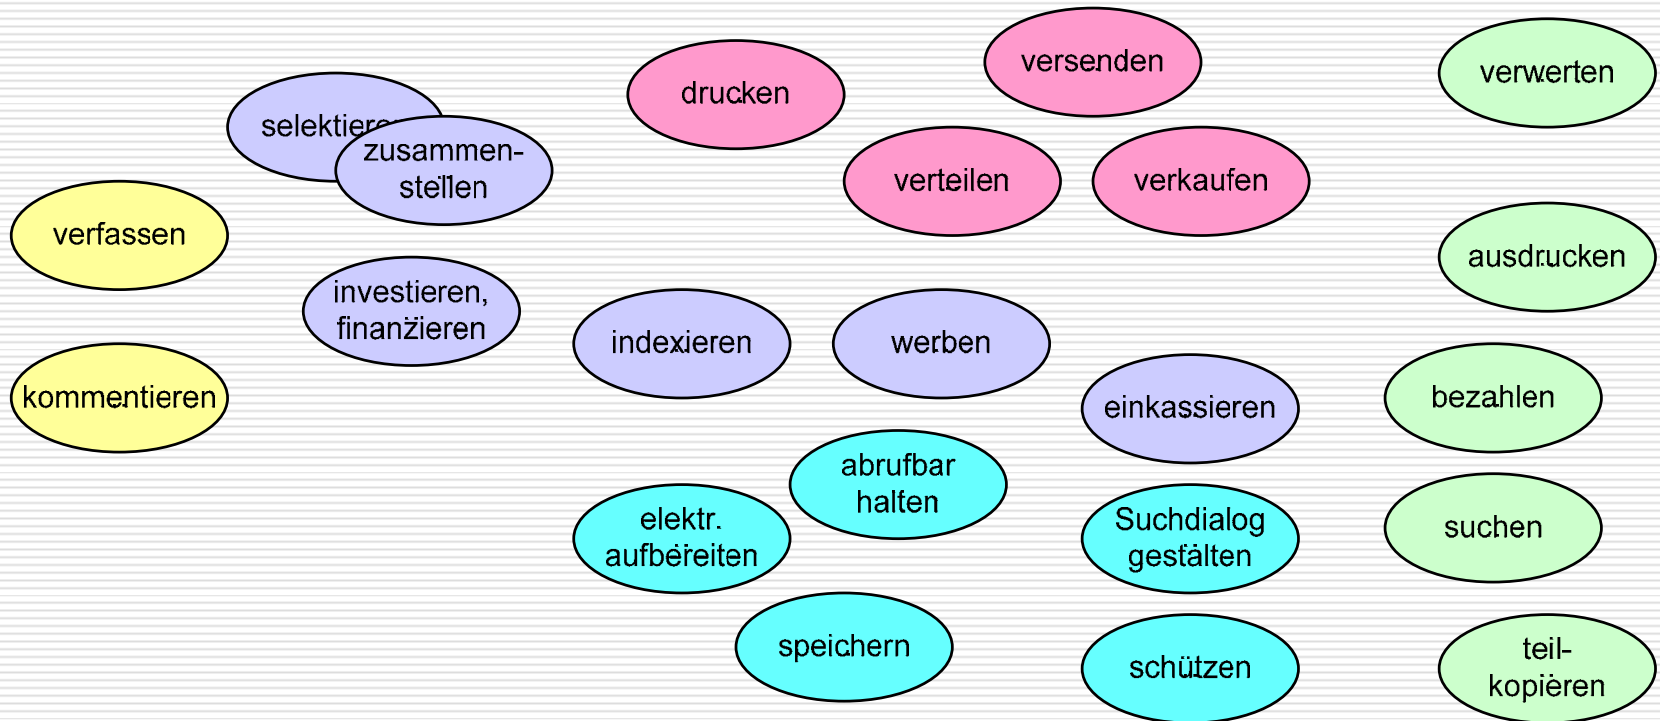 versenden
verwerten
drucken
selektieren
zusammen-
stellen
verteilen
verkaufen
verfassen
ausdrucken
investieren,
finanzieren
indexieren
werben
kommentieren
einkassieren
bezahlen
abrufbar
halten
elektr.
aufbereiten
Suchdialog
gestalten
suchen
speichern
schützen
teil-
kopieren